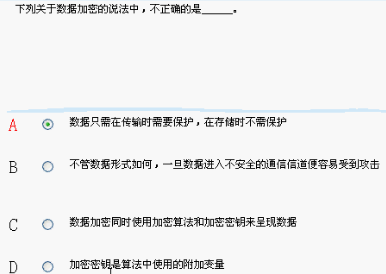 下列关于数据加密的说法中，不正确的是_____。
A 数据只需在传输时需要保护，在存储时不需保护
B 不管数据形式如何，一旦数据进入不安全的通信信道便容易受到攻击
C 数据加密同时使用加密算法和加密密钥来呈现数据
D 加密密钥是算法中使用的附加变量